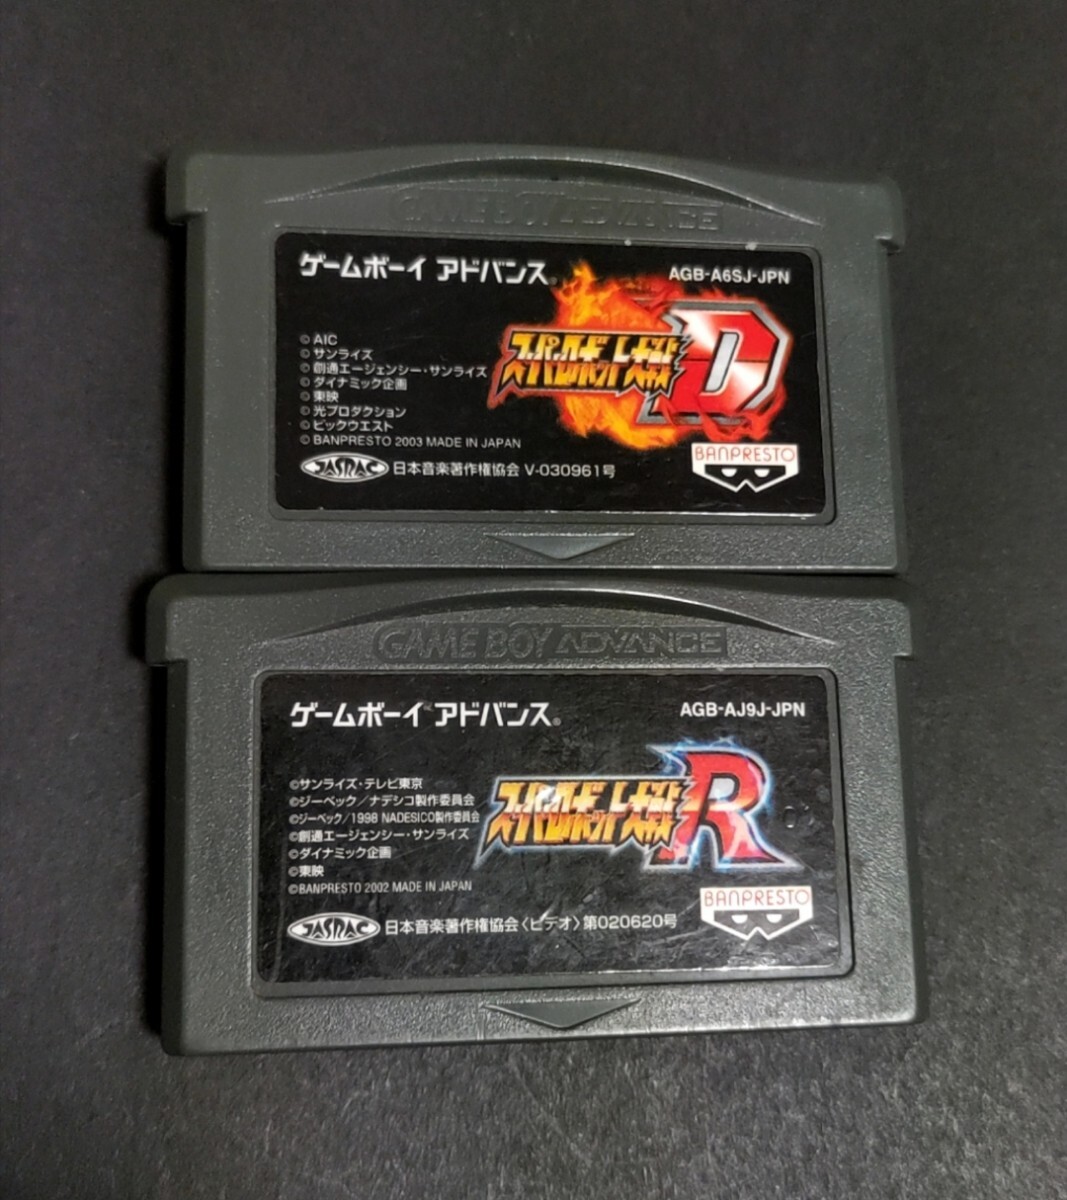 GAME BOY ADVANCE
ゲームボーイ アドバンス®
AGB-A6SJ-JPN
スーパーロボット大戦 D
© AIC
© サンライズ
© 創通エージェンシー・サンライズ
© ダイナミック企画
© 東映
© 光プロダクション
© ビックウエスト
© BANPRESTO 2003 MADE IN JAPAN
BANPRESTO
JASRAC 日本音楽著作権協会 V-030961号
GAME BOY ADVANCE
ゲームボーイ™アドバンス®
AGB-AJ9J-JPN
スーパーロボット大戦 R
©サンライズ・テレビ東京
©ジーベック/ナデシコ製作委員会
©ジーベック/1998 NADESICO製作委員会
©創通エージェンシー・サンライズ
©ダイナミック企画
©東映
©BANPRESTO 2002 MADE IN JAPAN
BANPRESTO
JASRAC 日本音楽著作権協会〈ビデオ〉第020620号